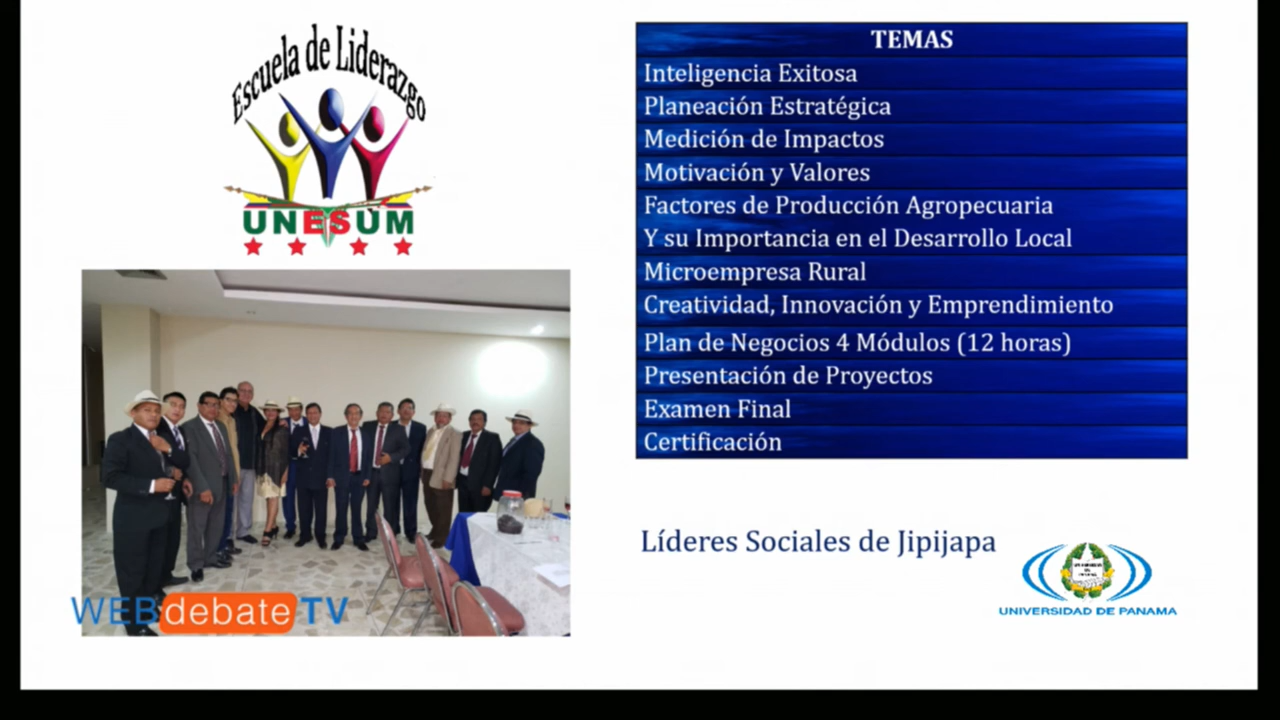 Escuela de Liderazgo
UNESUM
TEMAS
Inteligencia Exitosa
Planeación Estratégica
Medición de Impactos
Motivación y Valores
Factores de Producción Agropecuaria
Y su Importancia en el Desarrollo Local
Microempresa Rural
Creatividad, Innovación y Emprendimiento
Plan de Negocios 4 Módulos (12 horas)
Presentación de Proyectos
Examen Final
Certificación
Líderes Sociales de Jipijapa
UNIVERSIDAD DE PANAMA
WEBdebateTV